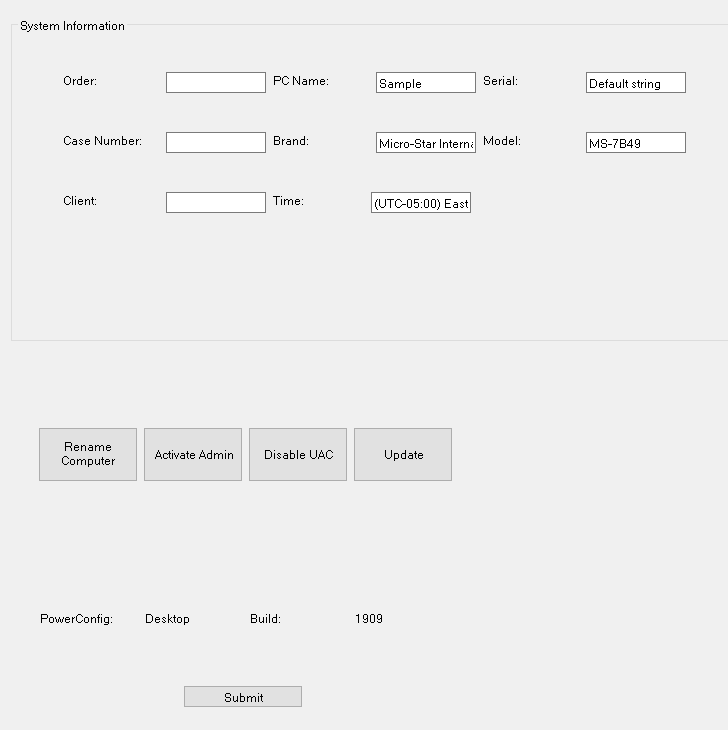 System Information
Order: PC Name: Sample Serial: Default string
Case Number: Brand: Micro-Star Interna Model: MS-7B49
Client: Time: (UTC-05:00) East
Rename
Computer
Activate Admin Disable UAC Update
PowerConfig: Desktop Build: 1909
Submit